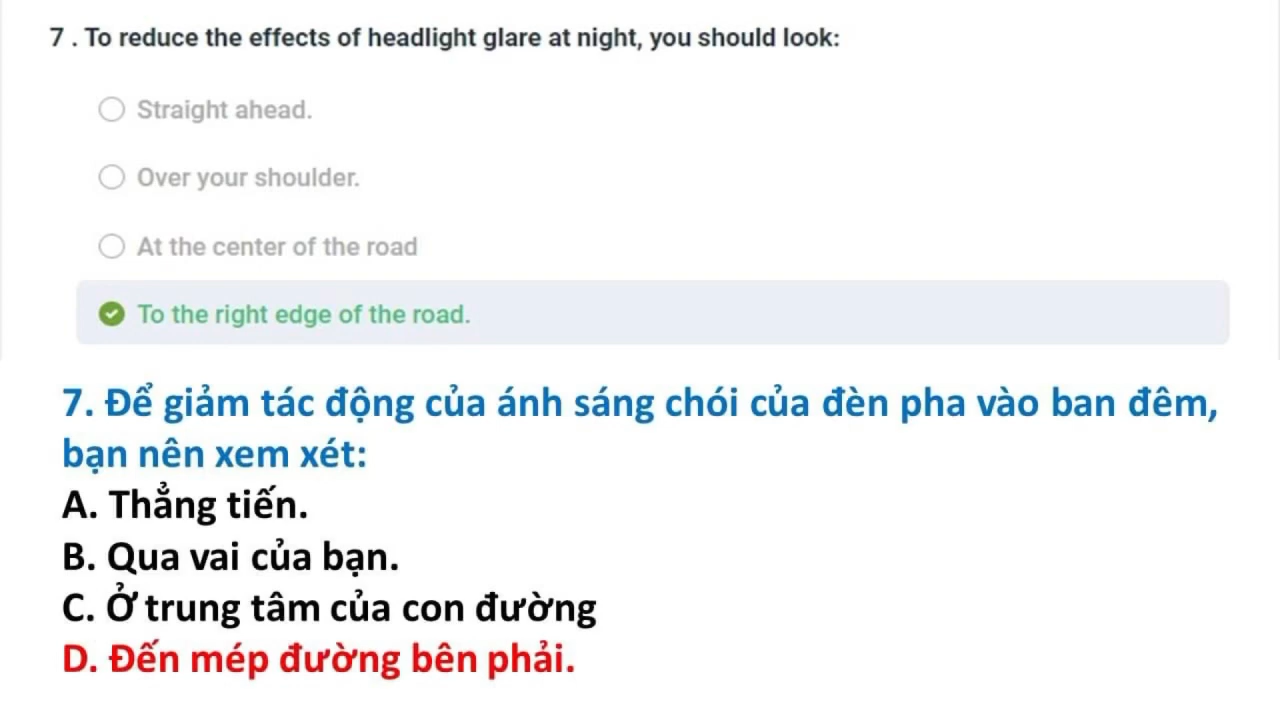 7 . To reduce the effects of headlight glare at night, you should look:
Straight ahead.
Over your shoulder.
At the center of the road
To the right edge of the road.
7. Để giảm tác động của ánh sáng chói của đèn pha vào ban đêm,
bạn nên xem xét:
A. Thẳng tiến.
B. Qua vai của bạn.
C. Ở trung tâm của con đường
D. Đến mép đường bên phải.